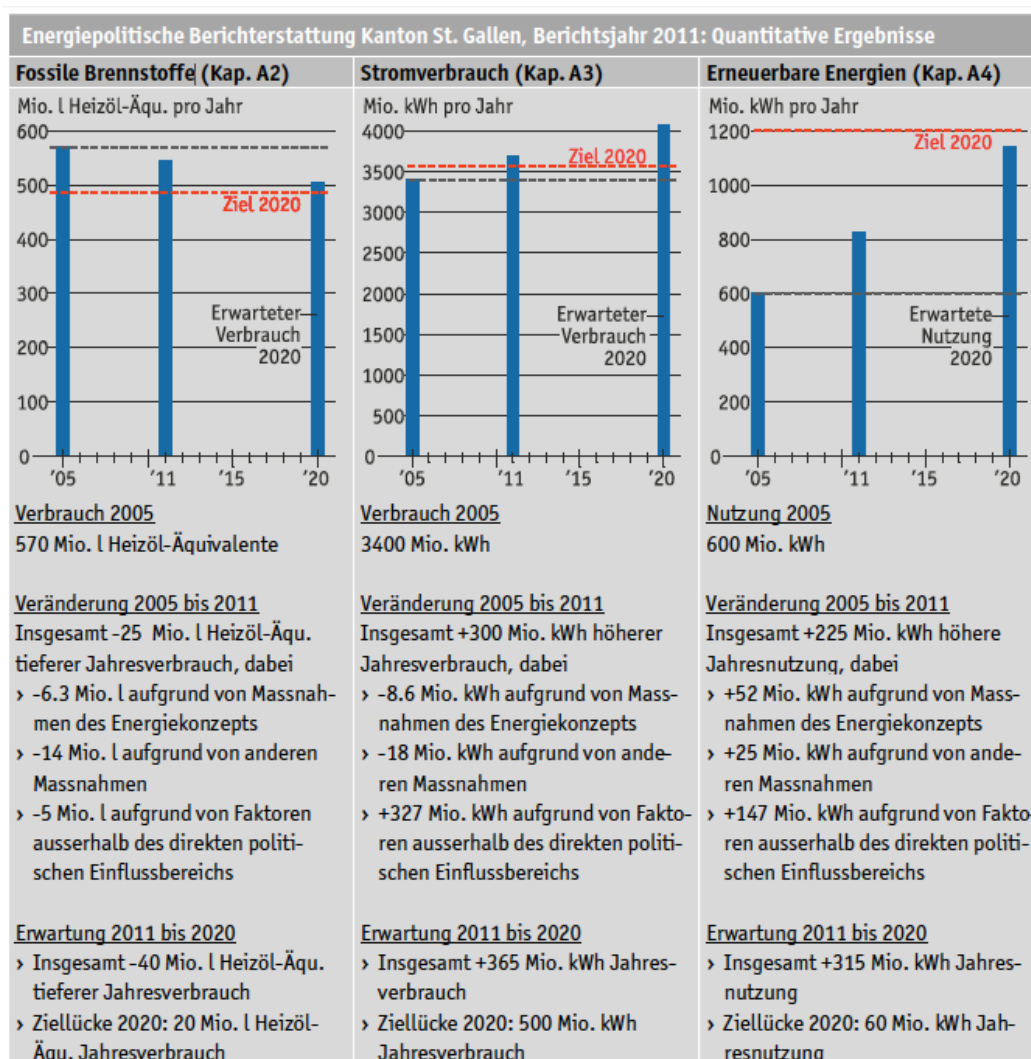 Energiepolitische Berichterstattung Kanton St. Gallen, Berichtsjahr 2011: Quantitative Ergebnisse
Fossile Brennstoffe (Kap. A2)
Mio. l Heizöl-Äqu. pro Jahr
600
500
400
300
200
100
0
Ziel 2020
Erwarteter
Verbrauch
2020
'05 '11 '15 '20
Verbrauch 2005
570 Mio. l Heizöl-Äquivalente
Veränderung 2005 bis 2011
Insgesamt -25 Mio. l Heizöl-Äqu.
tieferer Jahresverbrauch, dabei
› -6.3 Mio. l aufgrund von Massnah-
men des Energiekonzepts
› -14 Mio. l aufgrund von anderen
Massnahmen
› -5 Mio. l aufgrund von Faktoren
ausserhalb des direkten politi-
schen Einflussbereichs
Erwartung 2011 bis 2020
› Insgesamt -40 Mio. l Heizöl-Äqu.
tieferer Jahresverbrauch
› Ziellücke 2020: 20 Mio. l Heizöl-
Äqu. Jahresverbrauch
Stromverbrauch (Kap. A3)
Mio. kWh pro Jahr
4000
3500
3000
2500
2000
1500
1000
500
0
Ziel 2020
Erwarteter
Verbrauch
2020
'05 '11 '15 '20
Verbrauch 2005
3400 Mio. kWh
Veränderung 2005 bis 2011
Insgesamt +300 Mio. kWh höherer
Jahresverbrauch, dabei
› -8.6 Mio. kWh aufgrund von Mass-
nahmen des Energiekonzepts
› -18 Mio. kWh aufgrund von ande-
ren Massnahmen
› +327 Mio. kWh aufgrund von Fakto-
ren ausserhalb des direkten politi-
schen Einflussbereichs
Erwartung 2011 bis 2020
› Insgesamt +365 Mio. kWh Jahres-
verbrauch
› Ziellücke 2020: 500 Mio. kWh
Jahresverbrauch
Erneuerbare Energien (Kap. A4)
Mio. kWh pro Jahr
1200
1000
800
600
400
200
0
Ziel 2020
Erwartete
Nutzung
2020
'05 '11 '15 '20
Nutzung 2005
600 Mio. kWh
Veränderung 2005 bis 2011
Insgesamt +225 Mio. kWh höhere
Jahresnutzung, dabei
› +52 Mio. kWh aufgrund von Mass-
nahmen des Energiekonzepts
› +25 Mio. kWh aufgrund von ande-
ren Massnahmen
› +147 Mio. kWh aufgrund von Fakto-
ren ausserhalb des direkten politi-
schen Einflussbereichs
Erwartung 2011 bis 2020
› Insgesamt +315 Mio. kWh Jahres-
nutzung
› Ziellücke 2020: 60 Mio. kWh Jah-
resnutzung